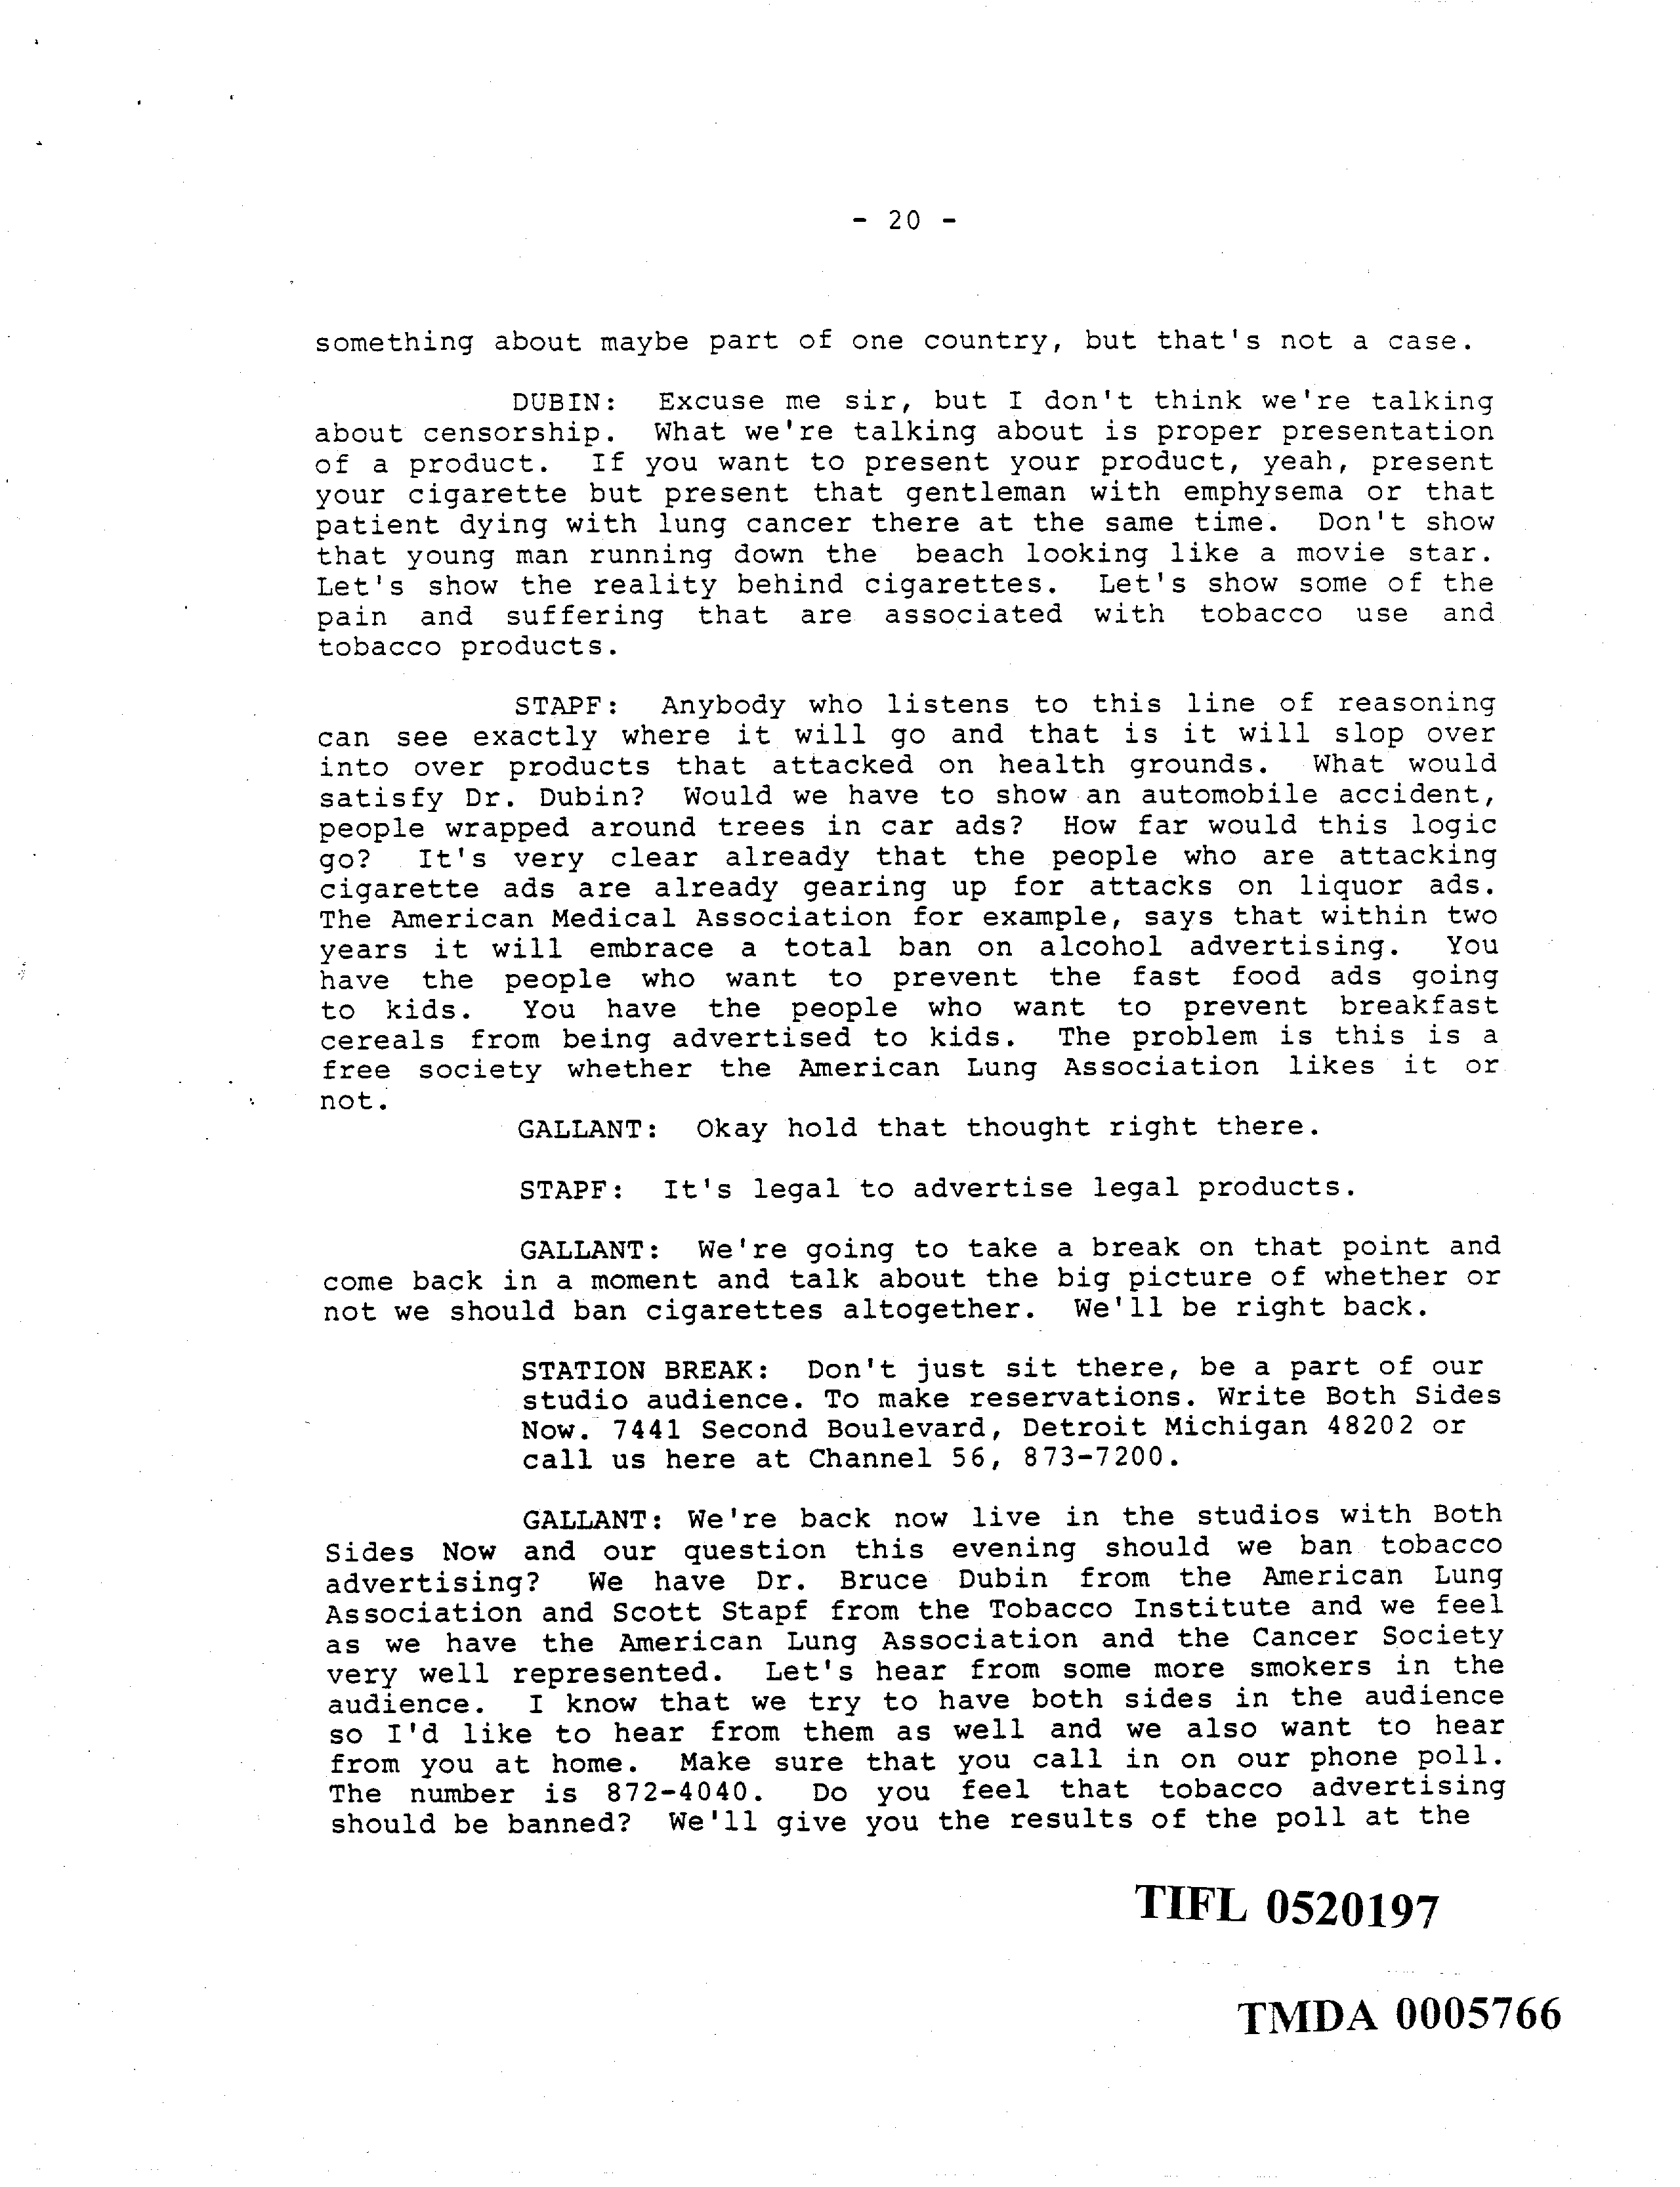 - 20 -
something about maybe part of one country, but that's not a case.
DUBIN: Excuse me sir, but I don't think we're talking
about censorship. What we're talking about is proper presentation
of a product. If you want to present your product, yeah, present
your cigarette but present that gentleman with emphysema or that
patient dying with lung cancer there at the same time. Don't show
that young man running down the beach looking like a movie star.
Let's show the reality behind cigarettes. Let's show some of the
pain and suffering that are associated with tobacco use and
tobacco products.
STAPF: Anybody who listens to this line of reasoning
can see exactly where it will go and that is it will slop over
into over products that attacked on health grounds. What would
satisfy Dr. Dubin? Would we have to show an automobile accident,
people wrapped around trees in car ads? How far would this logic
go? It's very clear already that the people who are attacking
cigarette ads are already gearing up for attacks on liquor ads.
The American Medical Association for example, says that within two
years it will embrace a total ban on alcohol advertising. You
have the people who want to prevent the fast food ads going
to kids. You have the people who want to prevent breakfast
cereals from being advertised to kids. The problem is this is a
free society whether the American Lung Association likes it or
not.
GALLANT: Okay hold that thought right there.
STAPF: It's legal to advertise legal products.
GALLANT: We're going to take a break on that point and
come back in a moment and talk about the big picture of whether or
not we should ban cigarettes altogether. We'll be right back.
STATION BREAK: Don't just sit there, be a part of our
studio audience. To make reservations. Write Both Sides
Now. 7441 Second Boulevard, Detroit Michigan 48202 or
call us here at Channel 56, 873-7200.
GALLANT: We're back now live in the studios with Both
Sides Now and our question this evening should we ban tobacco
advertising? We have Dr. Bruce Dubin from the American Lung
Association and Scott Stapf from the Tobacco Institute and we feel
as we have the American Lung Association and the Cancer Society
very well represented. Let's hear from some more smokers in the
audience. I know that we try to have both sides in the audience
so I'd like to hear from them as well and we also want to hear
from you at home. Make sure that you call in on our phone poll.
The number is 872-4040. Do you feel that tobacco advertising
should be banned? We'll give you the results of the poll at the
TIFL 0520197
TMDA 0005766